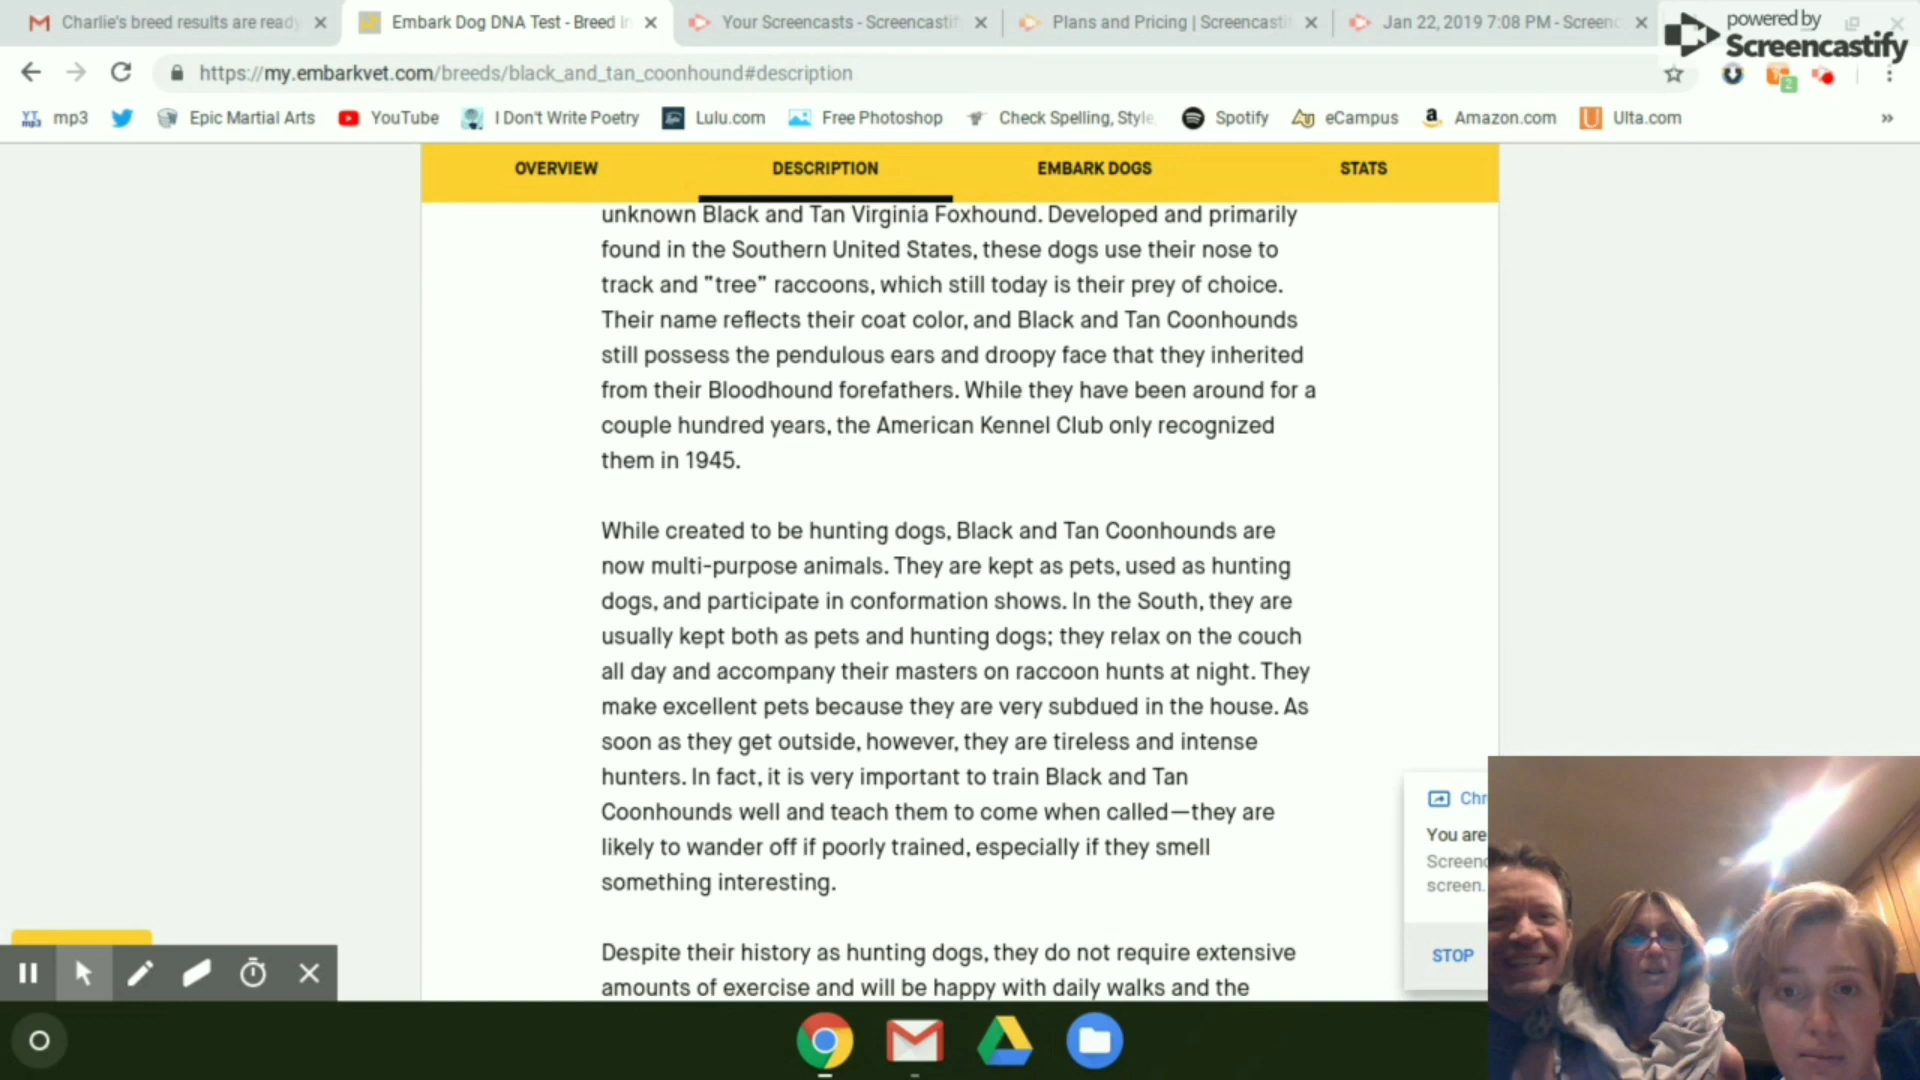 Charlie's breed results are ready
Embark Dog DNA Test - Breed In
Your Screencasts - Screencastif
Plans and Pricing | Screencastif
Jan 22, 2019 7:08 PM - Screenc
powered by
Screencastify
https://my.embarkvet.com/breeds/black_and_tan_coonhound#description
2
YT mp3
mp3
Epic Martial Arts
YouTube
I Don't Write Poetry
Lulu.com
Free Photoshop
Check Spelling, Style,
Spotify
eCampus
Amazon.com
Ulta.com
»
OVERVIEW
DESCRIPTION
EMBARK DOGS
STATS
unknown Black and Tan Virginia Foxhound. Developed and primarily
found in the Southern United States, these dogs use their nose to
track and "tree" raccoons, which still today is their prey of choice.
Their name reflects their coat color, and Black and Tan Coonhounds
still possess the pendulous ears and droopy face that they inherited
from their Bloodhound forefathers. While they have been around for a
couple hundred years, the American Kennel Club only recognized
them in 1945.
While created to be hunting dogs, Black and Tan Coonhounds are
now multi-purpose animals. They are kept as pets, used as hunting
dogs, and participate in conformation shows. In the South, they are
usually kept both as pets and hunting dogs; they relax on the couch
all day and accompany their masters on raccoon hunts at night. They
make excellent pets because they are very subdued in the house. As
soon as they get outside, however, they are tireless and intense
hunters. In fact, it is very important to train Black and Tan
Coonhounds well and teach them to come when called—they are
likely to wander off if poorly trained, especially if they smell
something interesting.
Despite their history as hunting dogs, they do not require extensive
amounts of exercise and will be happy with daily walks and the
Chr
You are
Screenc
screen.
STOP